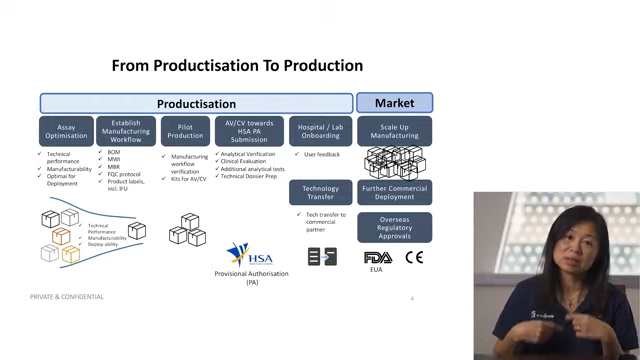 From Productisation To Production
Productisation
Market
Assay
Optimisation
Establish
Manufacturing
Workflow
Pilot
Production
AV/CV towards
HSA PA
Submission
Hospital / Lab
Onboarding
Scale Up
Manufacturing
✓ Technical
performance
✓ Manufacturability
✓ Optimal for
Deployment
✓ BOM
✓ MWI
✓ MBR
✓ FQC protocol
✓ Product labels,
incl. IFU
✓ Manufacturing
workflow
verification
✓ Kits for AV/CV
✓ Analytical Verification
✓ Clinical Evaluation
✓ Additional analytical tests
✓ Technical Dossier Prep
✓ User feedback
Technology
Transfer
Further Commercial
Deployment
✓ Technical
Performance
✓ Manufacturability
✓ Deploy ability
✓ Tech transfer to
commercial
partner
Overseas
Regulatory
Approvals
HSA
Provisional Authorisation
(PA)
FDA
CE
EUA
PRIVATE & CONFIDENTIAL
4